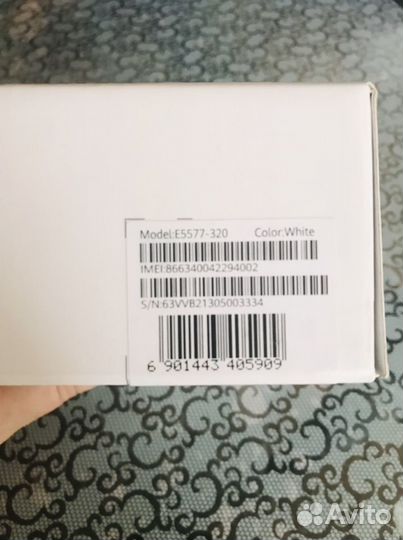 Model:E5577-320 Color:White
IMEI:866340042294002
S/N:63VVB21305003334
6 901443 405909
Avito